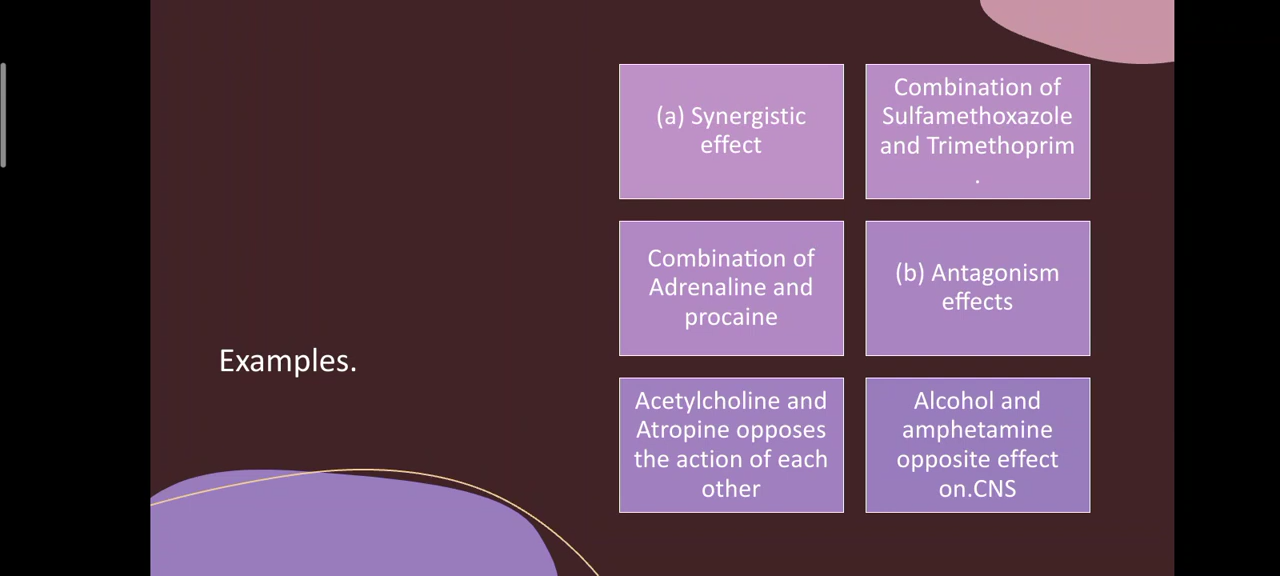 Examples.
(a) Synergistic
effect
Combination of
Sulfamethoxazole
and Trimethoprim
.
Combination of
Adrenaline and
procaine
(b) Antagonism
effects
Acetylcholine and
Atropine opposes
the action of each
other
Alcohol and
amphetamine
opposite effect
on.CNS